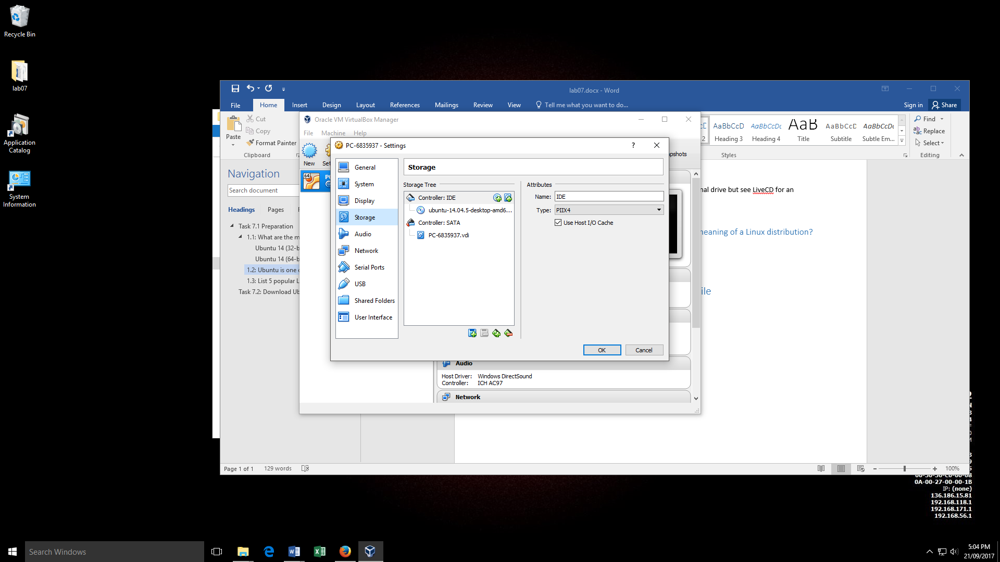 Recycle Bin
lab07
Application
Catalog
System
Information
lab07.docx - Word
File
Home
Insert
Design
Layout
References
Mailings
Review
View
Tell me what you want to do...
Sign in
Share
Paste
Cut
Copy
Format Painter
Clipboard
2
AaBbCcD
Heading 3
AaBbCcDc
Heading 4
AaB
Title
AaBbCcD
Subtitle
AaBbCcDc
Subtle Em...
Styles
Find
Replace
Select
Editing
Navigation
Search document
Headings
Pages
Task 7.1 Preparation
1.1: What are the m
Ubuntu 14 (32-b
Ubuntu 14 (64-b
1.2: Ubuntu is one
1.3: List 5 popular L
Task 7.2: Download Ub
nal drive but see LiveCD for an
meaning of a Linux distribution?
ile
Oracle VM VirtualBox Manager
File
Machine
Help
New
Set
pshots
64
PC
PC-6835937 - Settings
?
General
System
Display
Storage
Audio
Network
Serial Ports
USB
Shared Folders
User Interface
Storage
Storage Tree
Controller: IDE
ubuntu-14.04.5-desktop-amd6...
Controller: SATA
PC-6835937.vdi
Attributes
Name: IDE
Type: PIIX4
Use Host I/O Cache
OK
Cancel
Audio
Host Driver: Windows DirectSound
Controller: ICH AC97
Network
Page 1 of 1
129 words
100%
0A-00-27-00-00-1B
IP: (none)
136.186.15.81
192.168.118.1
192.168.171.1
192.168.56.1
Search Windows
5:04 PM
21/09/2017